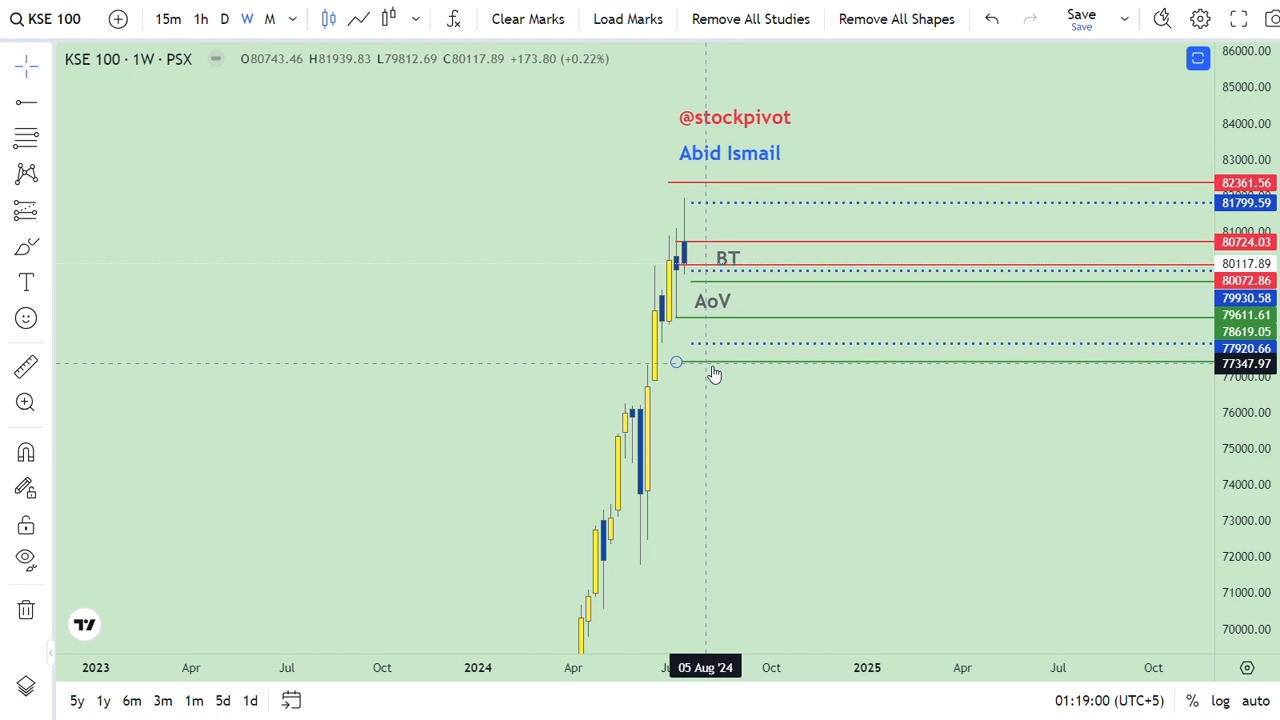 KSE 100 15m 1h D W M Clear Marks Load Marks Remove All Studies Remove All Shapes Save
Save
KSE 100 · 1W · PSX O80743.46 H81939.83 L79812.69 C80117.89 +173.80 (+0.22%)
86000.00
85000.00
@stockpivot
84000.00
Abid Ismail
83000.00
82361.56
81799.59
81000.00
80724.03
BT
80117.89
80072.86
79930.58
AoV
79611.61
78619.05
77920.66
77347.97
77000.00
76000.00
75000.00
74000.00
73000.00
72000.00
71000.00
70000.00
2023 Apr Jul Oct 2024 Apr 05 Aug '24 Oct 2025 Apr Jul Oct
5y 1y 6m 3m 1m 5d 1d 01:19:00 (UTC+5) % log auto